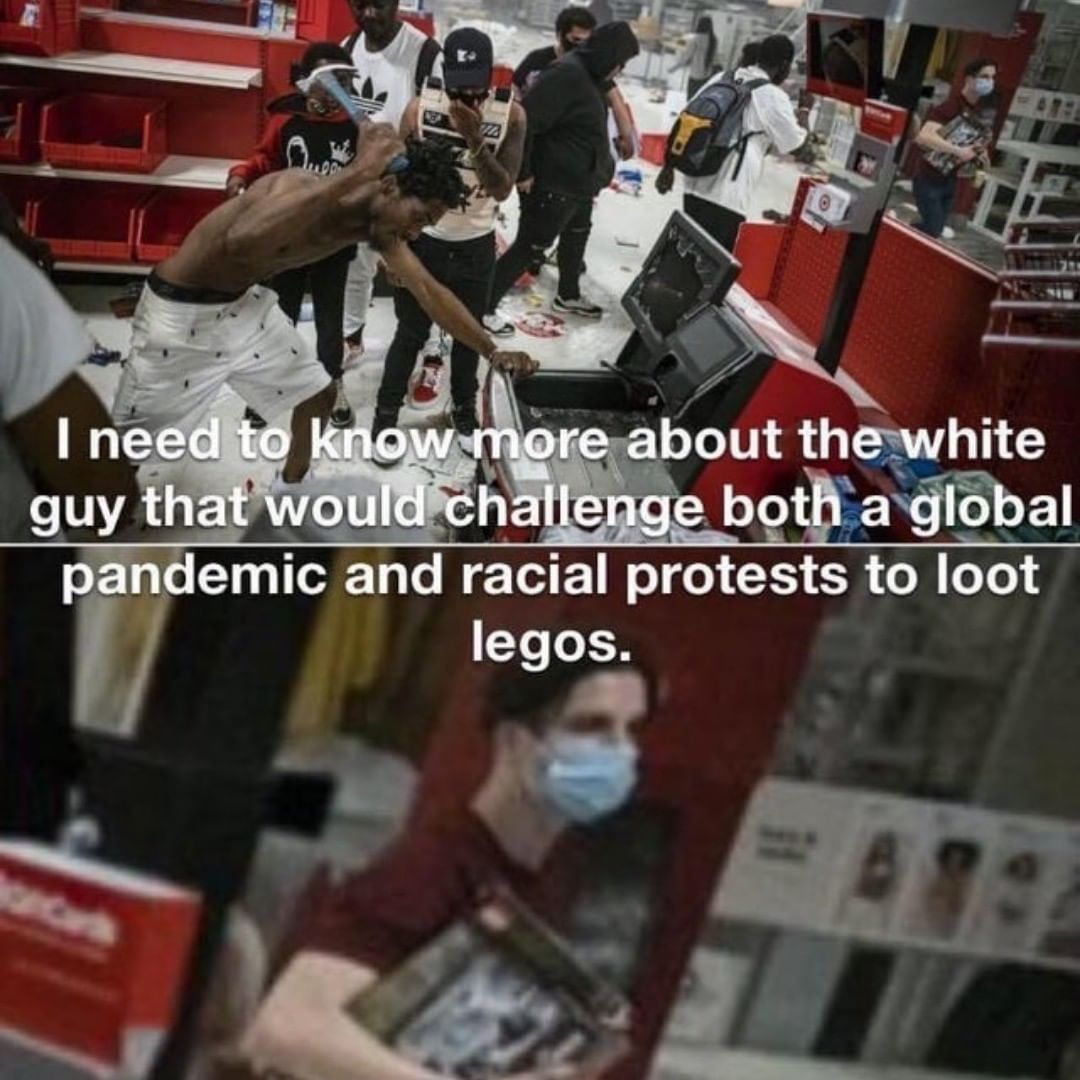 I need to know more about the white
guy that would challenge both a global
pandemic and racial protests to loot
legos.